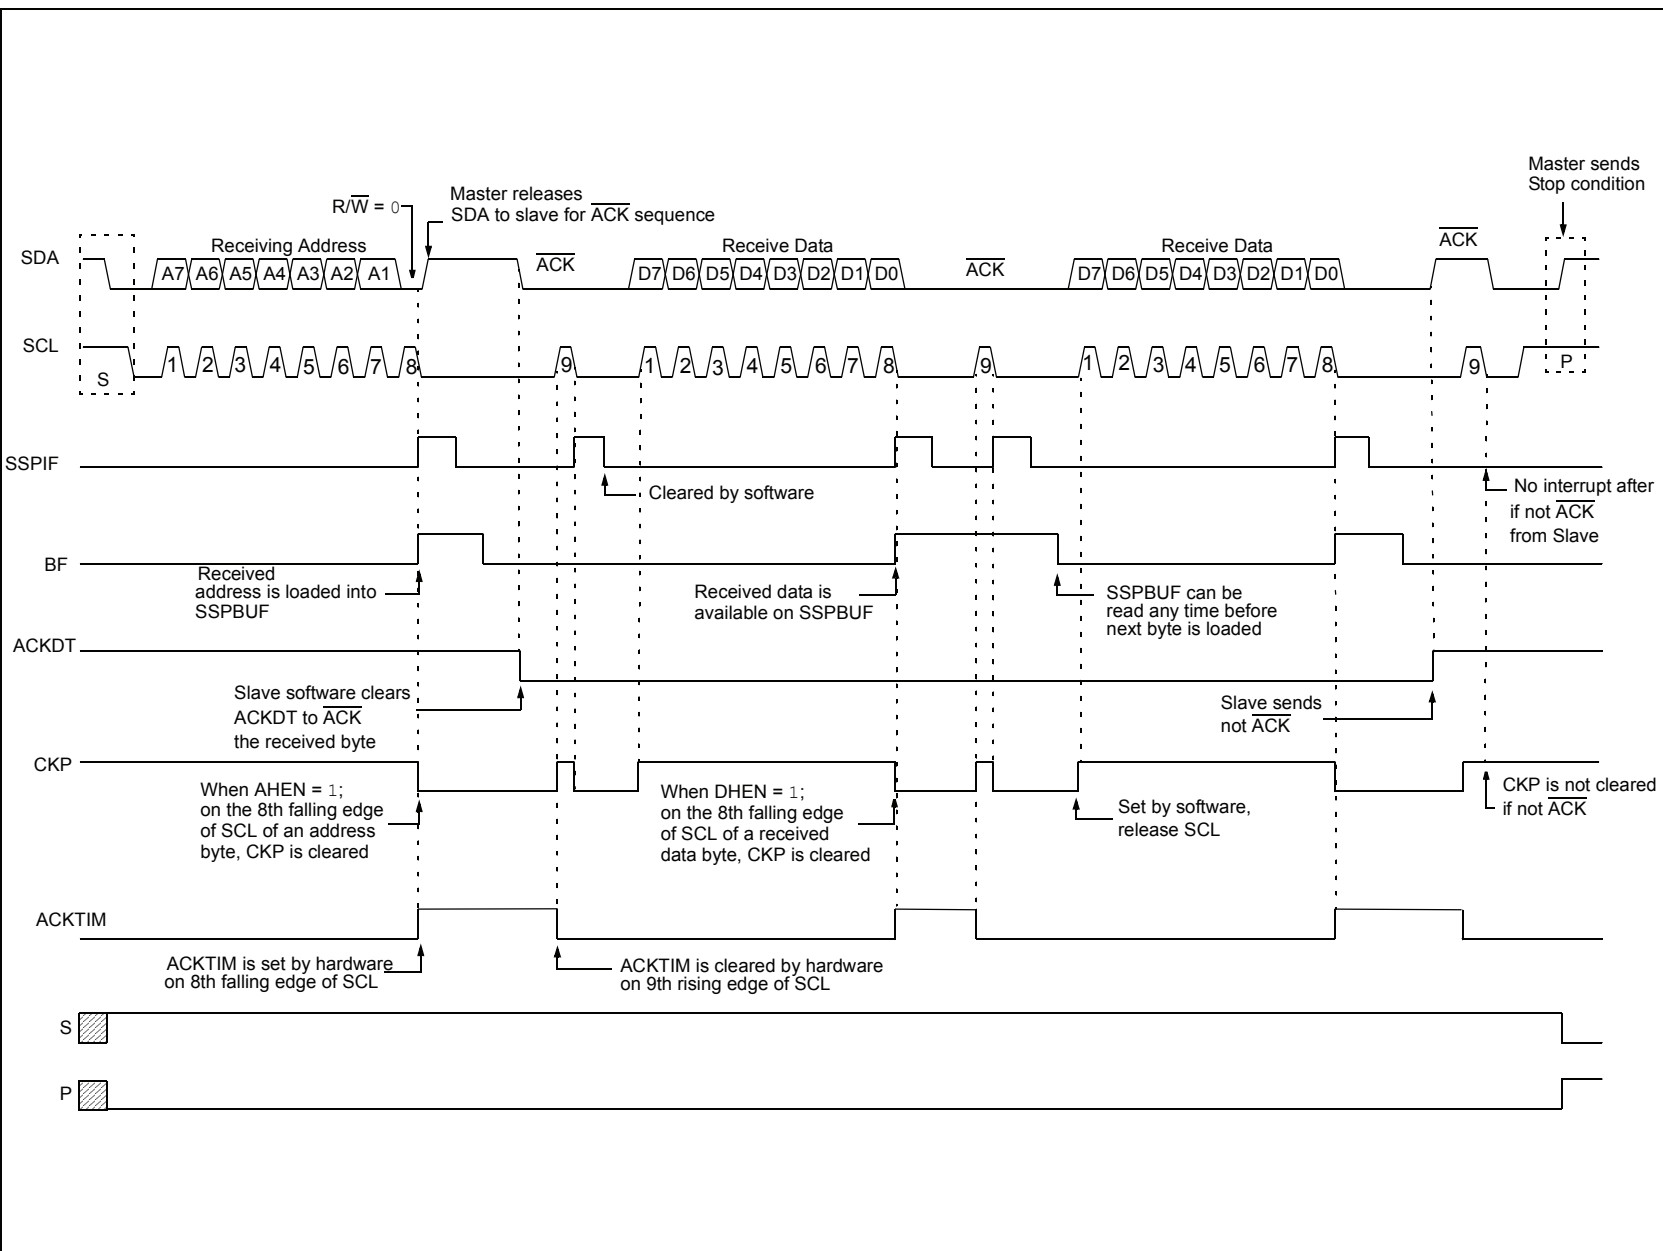 Master sends
Stop condition
Master releases
SDA to slave for ACK sequence
R/W = 0
SDA
Receiving Address
ACK
Receive Data
ACK
Receive Data
ACK
A7 A6 A5 A4 A3 A2 A1
D7 D6 D5 D4 D3 D2 D1 D0
D7 D6 D5 D4 D3 D2 D1 D0
SCL
S
1 2 3 4 5 6 7 8 9
1 2 3 4 5 6 7 8 9
1 2 3 4 5 6 7 8 9
P
SSPIF
Cleared by software
No interrupt after
if not ACK
from Slave
BF
Received
address is loaded into
SSPBUF
Received data is
available on SSPBUF
SSPBUF can be
read any time before
next byte is loaded
ACKDT
Slave software clears
ACKDT to ACK
the received byte
Slave sends
not ACK
CKP
When AHEN = 1;
on the 8th falling edge
of SCL of an address
byte, CKP is cleared
When DHEN = 1;
on the 8th falling edge
of SCL of a received
data byte, CKP is cleared
Set by software,
release SCL
CKP is not cleared
if not ACK
ACKTIM
ACKTIM is set by hardware
on 8th falling edge of SCL
ACKTIM is cleared by hardware
on 9th rising edge of SCL
S
P